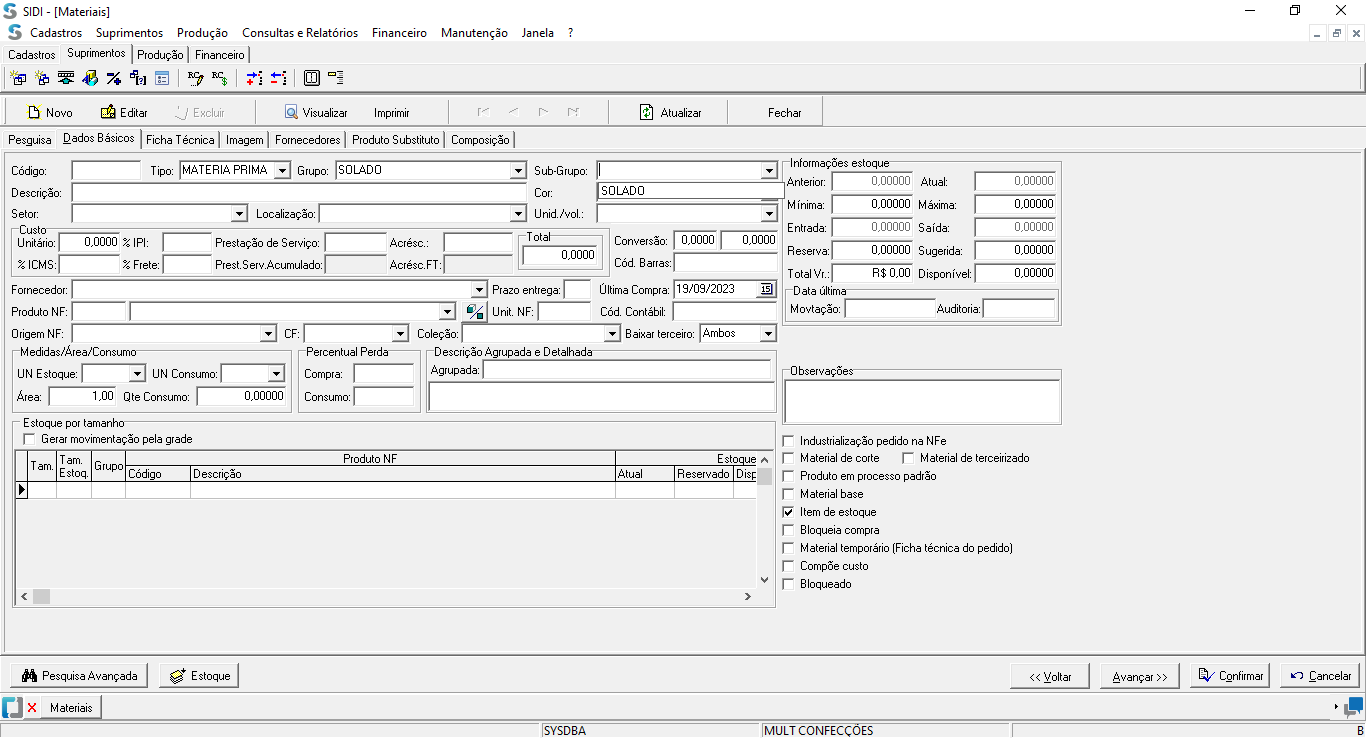 SIDI - [Materiais]
Cadastros Suprimentos Produção Consultas e Relatórios Financeiro Manutenção Janela ?
Cadastros Suprimentos Produção Financeiro
Novo Editar Excluir Visualizar Imprimir Atualizar Fechar
Pesquisa Dados Básicos Ficha Técnica Imagem Fornecedores Produto Substituto Composição
Código: Tipo: MATERIA PRIMA Grupo: SOLADO Sub-Grupo:
Descrição: Cor: SOLADO
Setor: Localização: Unid./vol.:
Custo
Unitário: 0,0000 % IPI: Prestação de Serviço: Acrésc.:
% ICMS: % Frete: Prest.Serv.Acumulado: Acrésc.FT:
Total
0,0000
Conversão: 0,0000 0,0000
Cód. Barras:
Fornecedor: Prazo entrega: Última Compra: 19/09/2023 15
Produto NF: Unit. NF: Cód. Contábil:
Origem NF: CF: Coleção: Baixar terceiro: Ambos
Informações estoque
Anterior: 0,00000 Atual: 0,00000
Mínima: 0,00000 Máxima: 0,00000
Entrada: 0,00000 Saída: 0,00000
Reserva: 0,00000 Sugerida: 0,00000
Total Vr.: R$ 0,00 Disponível: 0,00000
Data última
Movtação: Auditoria:
Medidas/Área/Consumo
UN Estoque: UN Consumo:
Área: 1,00 Qte Consumo: 0,00000
Percentual Perda
Compra:
Consumo:
Descrição Agrupada e Detalhada
Agrupada:
Observações
Estoque por tamanho
Gerar movimentação pela grade
Tam. Tam. Estoq. Grupo Produto NF Estoque
Código Descrição Atual Reservado Disp
Industrialização pedido na NFe
Material de corte Material de terceirizado
Produto em processo padrão
Material base
Item de estoque
Bloqueia compra
Material temporário (Ficha técnica do pedido)
Compõe custo
Bloqueado
Pesquisa Avançada Estoque << Voltar Avançar >> Confirmar Cancelar
Materiais
SYSDBA MULT CONFECÇÕES B